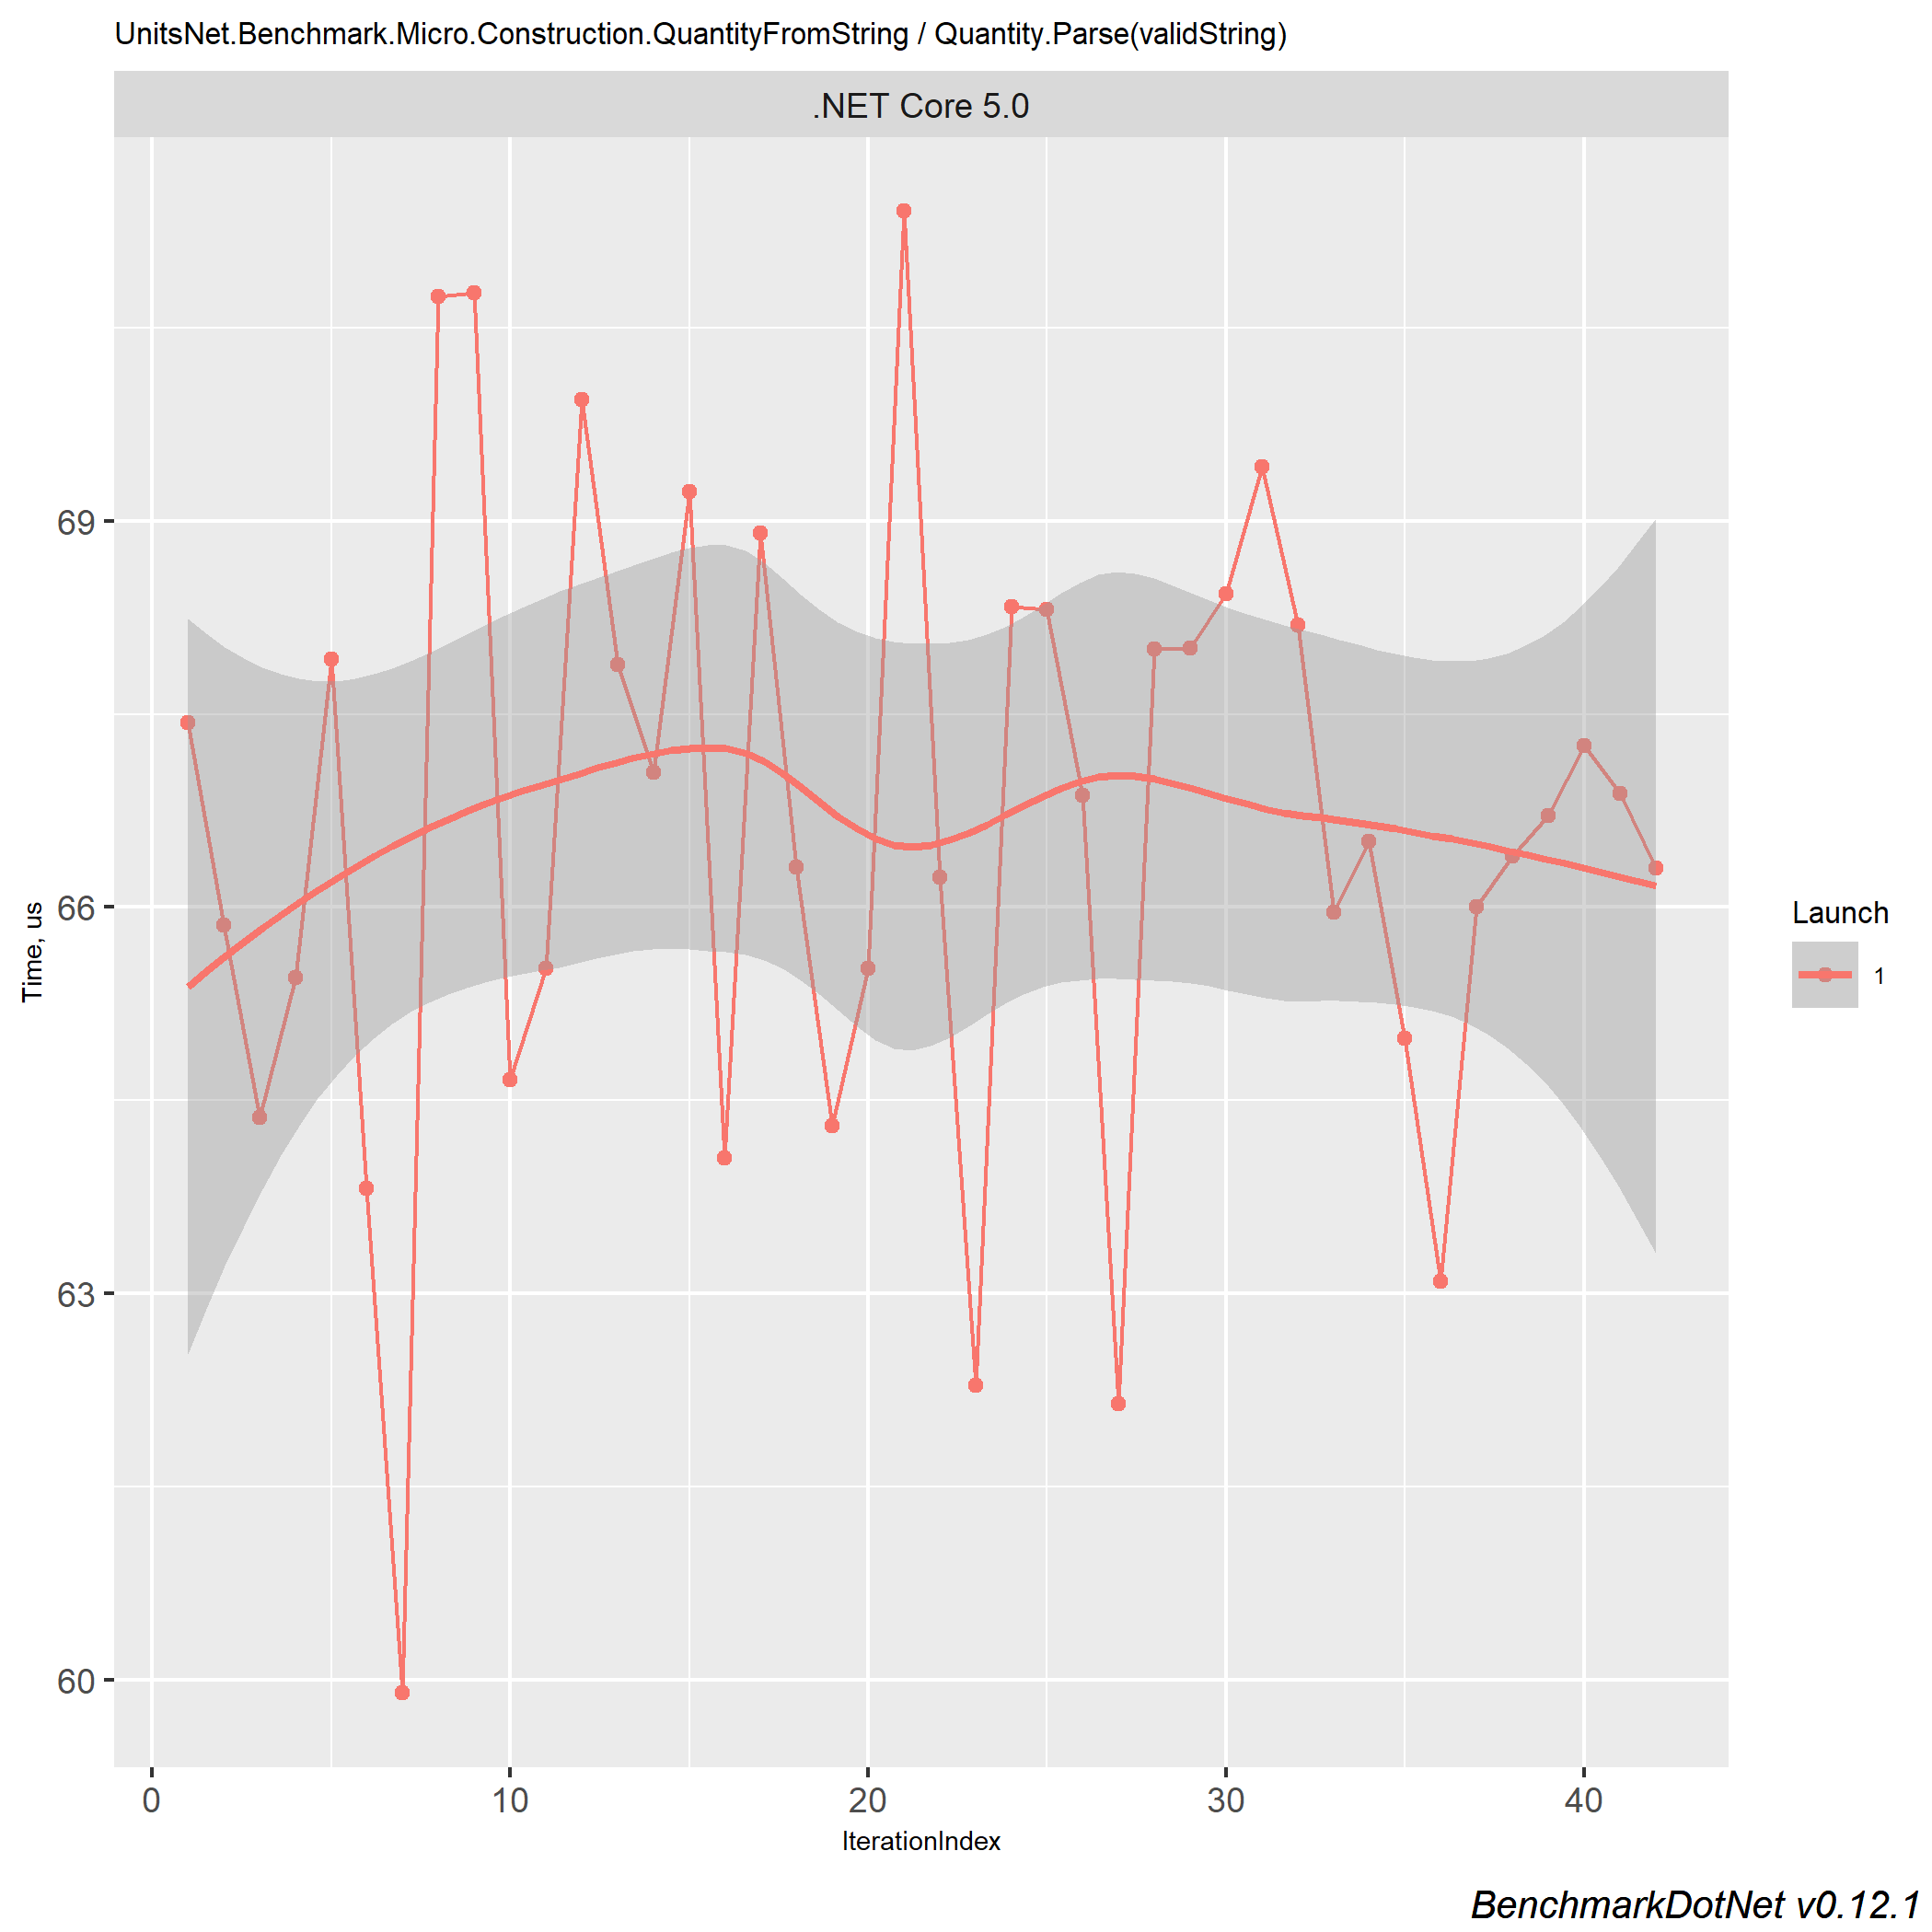 UnitsNet.Benchmark.Micro.Construction.QuantityFromString / Quantity.Parse(validString)
.NET Core 5.0
69
66
63
60
Time, us
0 10 20 30 40
IterationIndex
Launch
1
BenchmarkDotNet v0.12.1